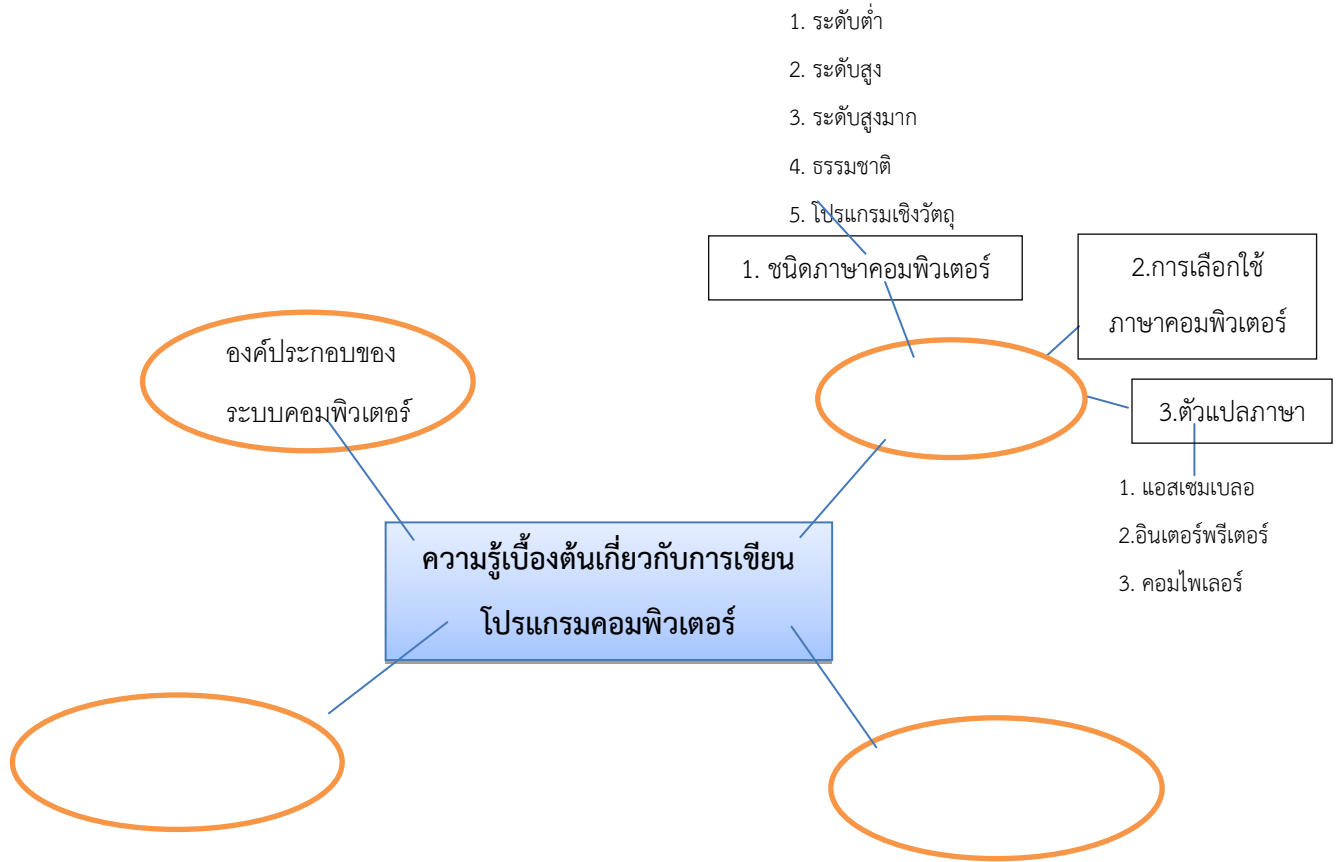 1. ระดับต่ำ
2. ระดับสูง
3. ระดับสูงมาก
4. ธรรมชาติ
5. โปรแกรมเชิงวัตถุ
1. ชนิดภาษาคอมพิวเตอร์
2.การเลือกใช้
ภาษาคอมพิวเตอร์
องค์ประกอบของ
ระบบคอมพิวเตอร์
3.ตัวแปลภาษา
1. แอสเซมเบลอ
2.อินเตอร์พรีเตอร์
3. คอมไพเลอร์
ความรู้เบื้องต้นเกี่ยวกับการเขียน
โปรแกรมคอมพิวเตอร์